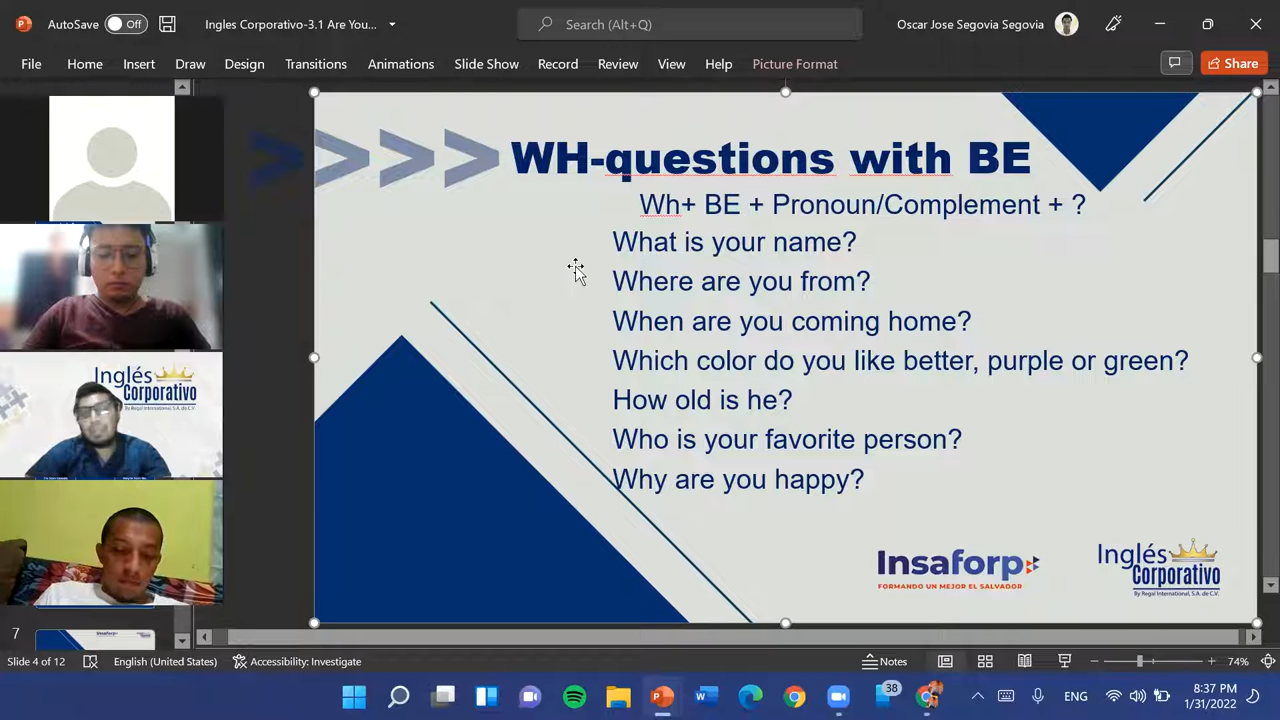 AutoSave Off
Ingles Corporativo-3.1 Are You...
Search (Alt+Q)
Oscar Jose Segovia Segovia
File Home Insert Draw Design Transitions Animations Slide Show Record Review View Help Picture Format
Share
>>>> WH-questions with BE
Wh+ BE + Pronoun/Complement + ?
What is your name?
Where are you from?
When are you coming home?
Which color do you like better, purple or green?
How old is he?
Who is your favorite person?
Why are you happy?
Inglés
Corporativo
By Regal International, S.A. de C.V.
Insaforp
FORMANDO UN MEJOR EL SALVADOR
Inglés
Corporativo
By Regal International, S.A. de C.V.
7
Slide 4 of 12
English (United States)
Accessibility: Investigate
Notes
74%
38
ENG
8:37 PM
1/31/2022